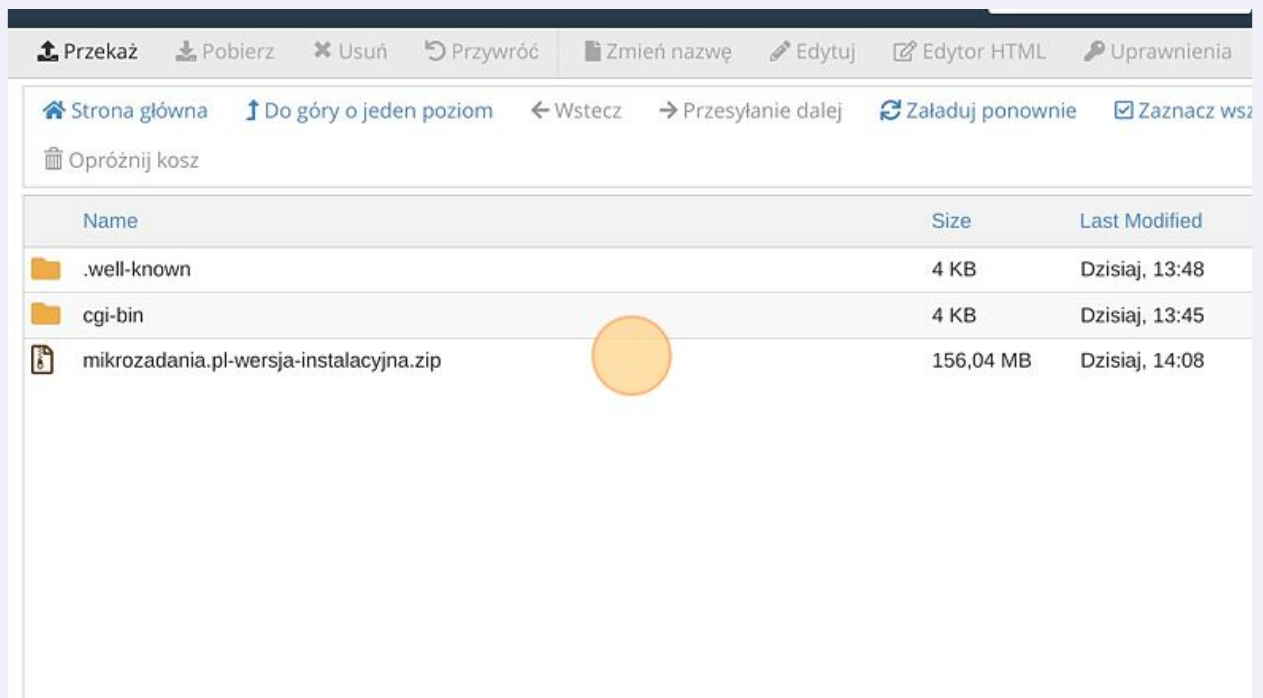 Przekaż Pobierz Usuń Przywróć Zmień nazwę Edytuj Edytor HTML Uprawnienia
Strona główna Do góry o jeden poziom Wstecz Przesyłanie dalej Załaduj ponownie Zaznacz wsz
Opróżnij kosz
Name Size Last Modified
.well-known 4 KB Dzisiaj, 13:48
cgi-bin 4 KB Dzisiaj, 13:45
mikrozadania.pl-wersja-instalacyjna.zip 156,04 MB Dzisiaj, 14:08